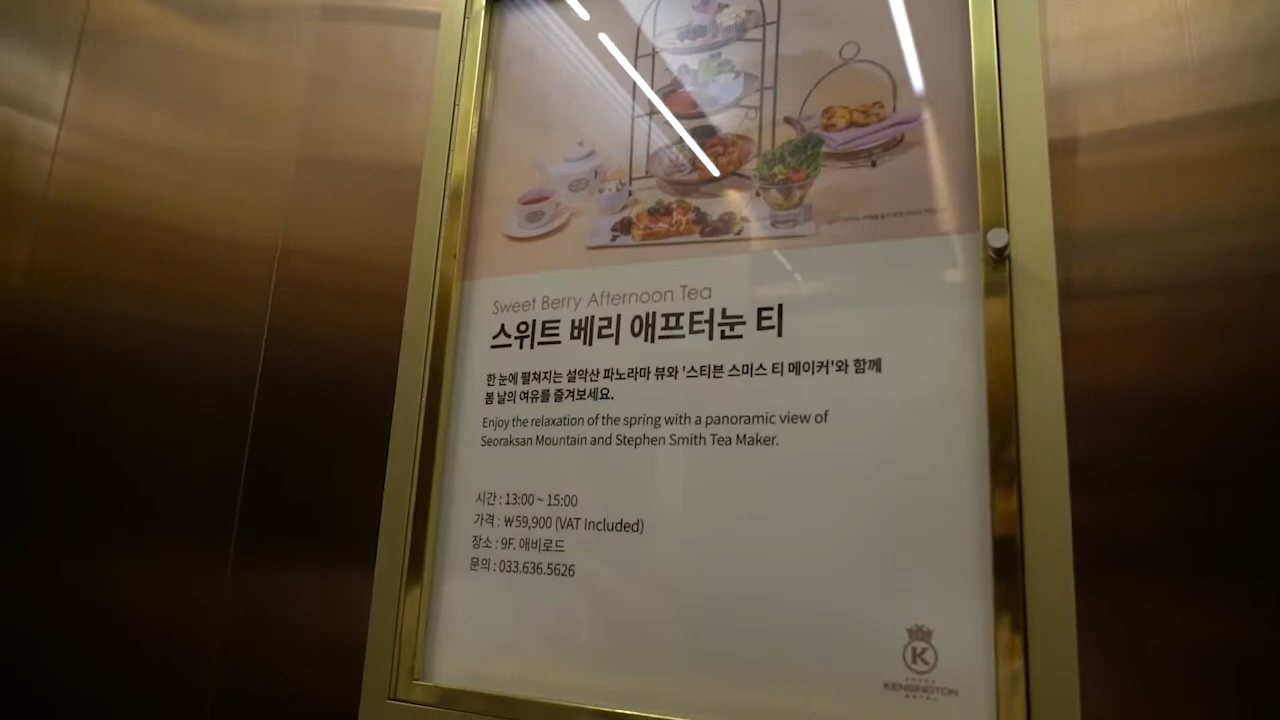 Sweet Berry Afternoon Tea
스위트 베리 애프터눈 티
한 눈에 펼쳐지는 설악산 파노라마 뷰와 '스티븐 스미스 티 메이커'와 함께
봄 날의 여유를 즐겨보세요.
Enjoy the relaxation of the spring with a panoramic view of
Seoraksan Mountain and Stephen Smith Tea Maker.
시간 : 13:00 ~ 15:00
가격 : ₩59,900 (VAT Included)
장소 : 9F. 애비로드
문의 : 033.636.5626
K
KENSINGTON
HOTEL